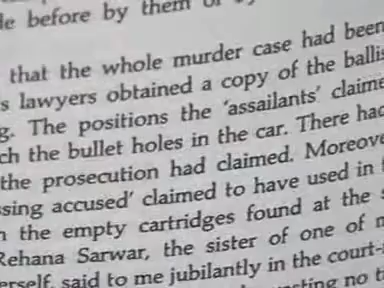 le before by them or
that the whole murder case had been
s lawyers obtained a copy of the ballis
g. The positions the 'assailants' claime
ch the bullet holes in the car. There had
the prosecution had claimed. Moreove
ssing accused' claimed to have used in
n the empty cartridges found at the s
Rehana Sarwar, the sister of one of m
erself, said to me jubilantly in the court-
no t